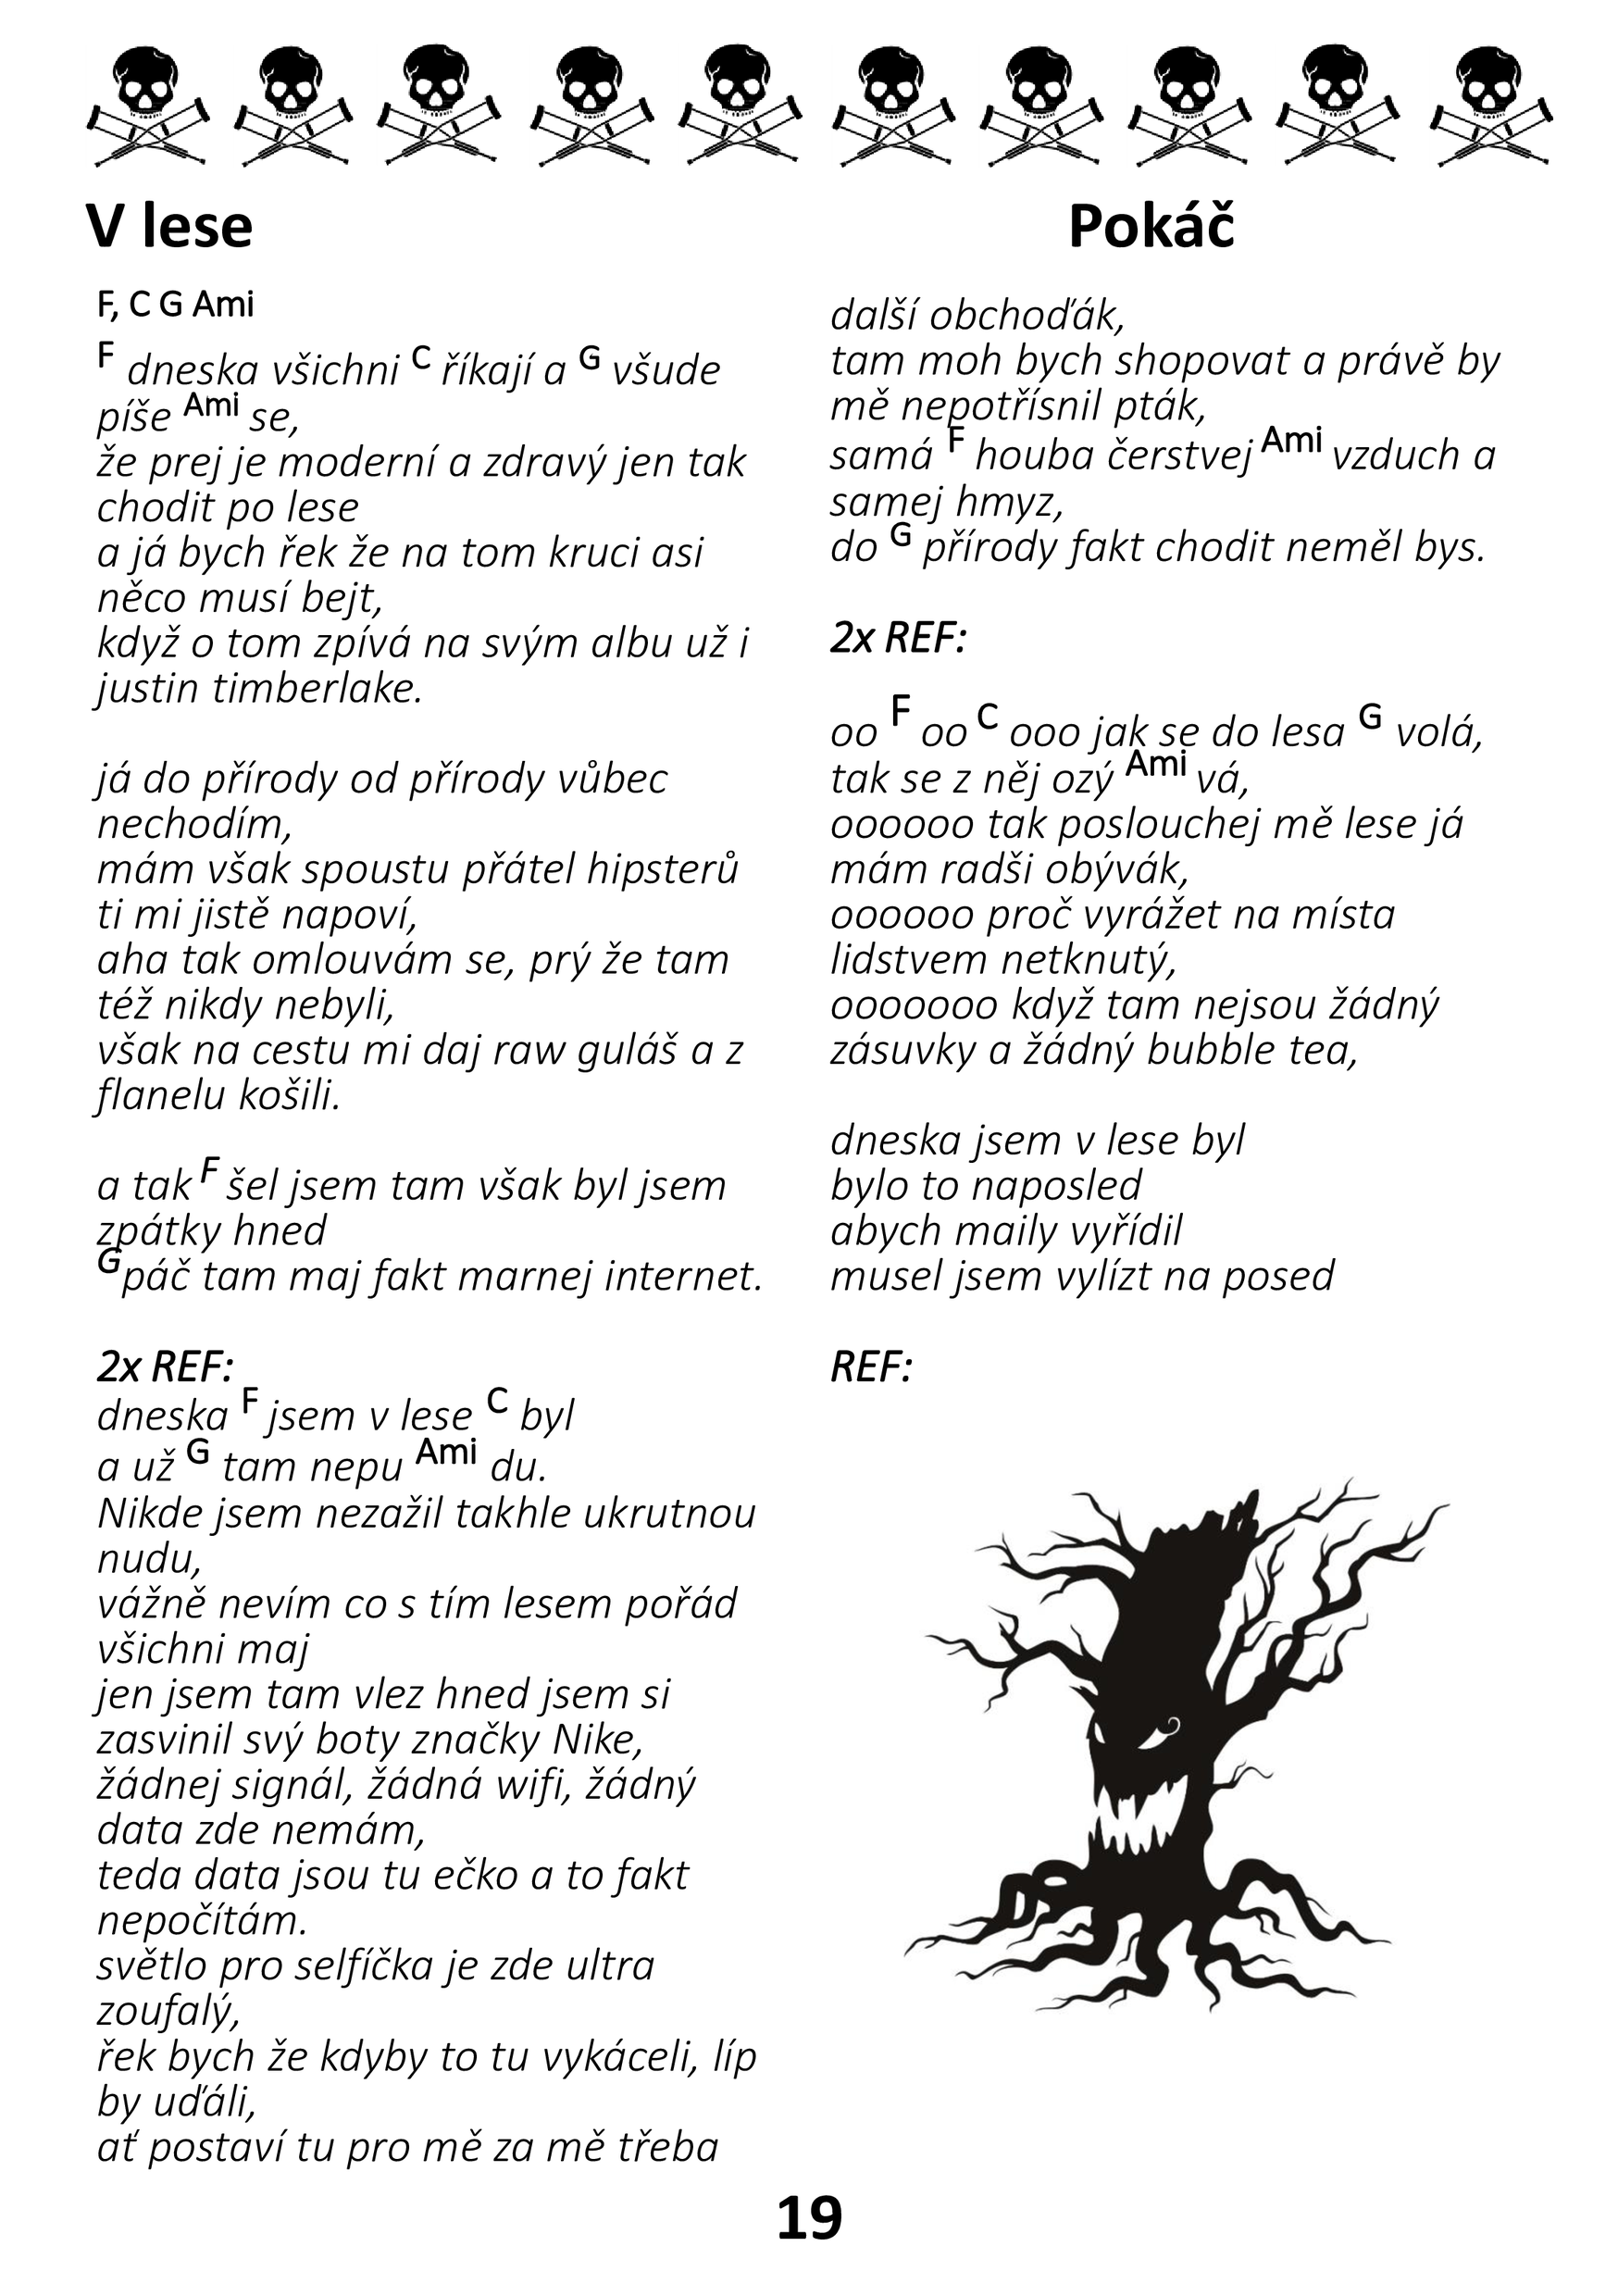 V lese
Pokáč
F, C G Ami
F dneska všichni C říkají a G všude
píše Ami se,
že prej je moderní a zdravý jen tak
chodit po lese
a já bych řek že na tom kruci asi
něco musí bejt,
když o tom zpívá na svým albu už i
justin timberlake.
já do přírody od přírody vůbec
nechodím,
mám však spoustu přátel hipsterů
ti mi jistě napoví,
aha tak omlouvám se, prý že tam
též nikdy nebyli,
však na cestu mi daj raw guláš a z
flanelu košili.
a tak F šel jsem tam však byl jsem
zpátky hned
G páč tam maj fakt marnej internet.
2x REF:
dneska F jsem v lese C byl
a už G tam nepu Ami du.
Nikde jsem nezažil takhle ukrutnou
nudu,
vážně nevím co s tím lesem pořád
všichni maj
jen jsem tam vlez hned jsem si
zasvinil svý boty značky Nike,
žádnej signál, žádná wifi, žádný
data zde nemám,
teda data jsou tu ečko a to fakt
nepočítám.
světlo pro selfíčka je zde ultra
zoufalý,
řek bych že kdyby to tu vykáceli, líp
by uďáli,
ať postaví tu pro mě za mě třeba
další obchoďák,
tam moh bych shopovat a právě by
mě nepotřísnil pták,
samá F houba čerstvej Ami vzduch a
samej hmyz,
do G přírody fakt chodit neměl bys.
2x REF:
oo F oo C ooo jak se do lesa G volá,
tak se z něj ozý Ami vá,
oooooo tak poslouchej mě lese já
mám radši obývák,
oooooo proč vyrážet na místa
lidstvem netknutý,
ooooooo když tam nejsou žádný
zásuvky a žádný bubble tea,
dneska jsem v lese byl
bylo to naposled
abych maily vyřídil
musel jsem vylízt na posed
REF:
19